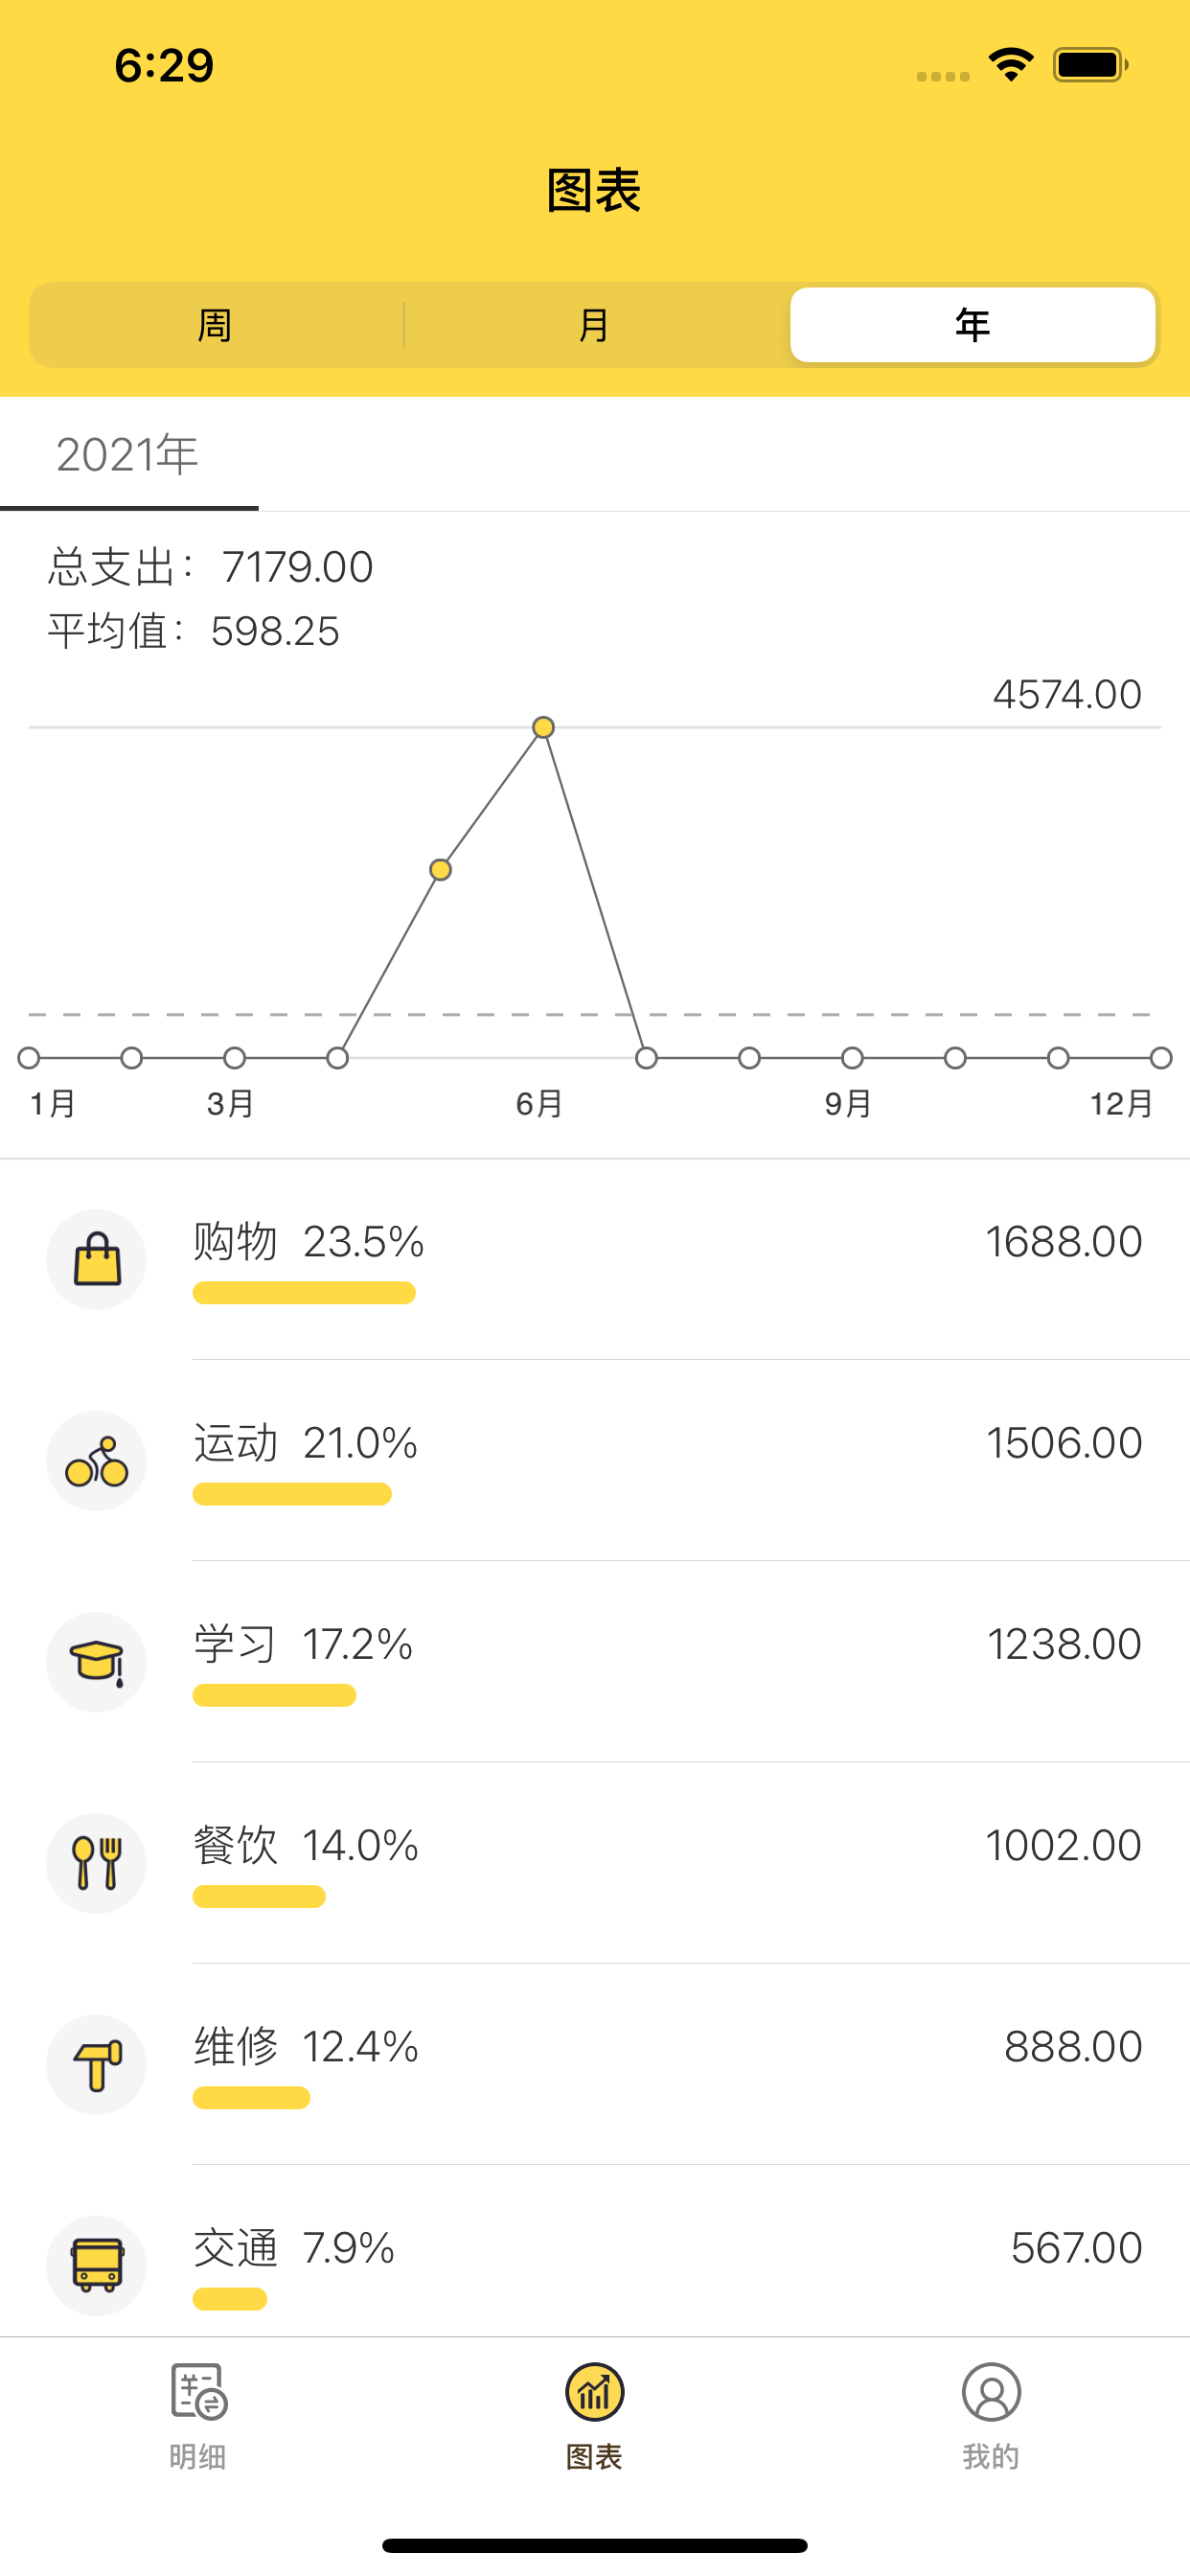 6:29
图表
周 月 年
2021年
总支出：7179.00
平均值：598.25
4574.00
1月 3月 6月 9月 12月
购物 23.5% 1688.00
运动 21.0% 1506.00
学习 17.2% 1238.00
餐饮 14.0% 1002.00
维修 12.4% 888.00
交通 7.9% 567.00
明细 图表 我的